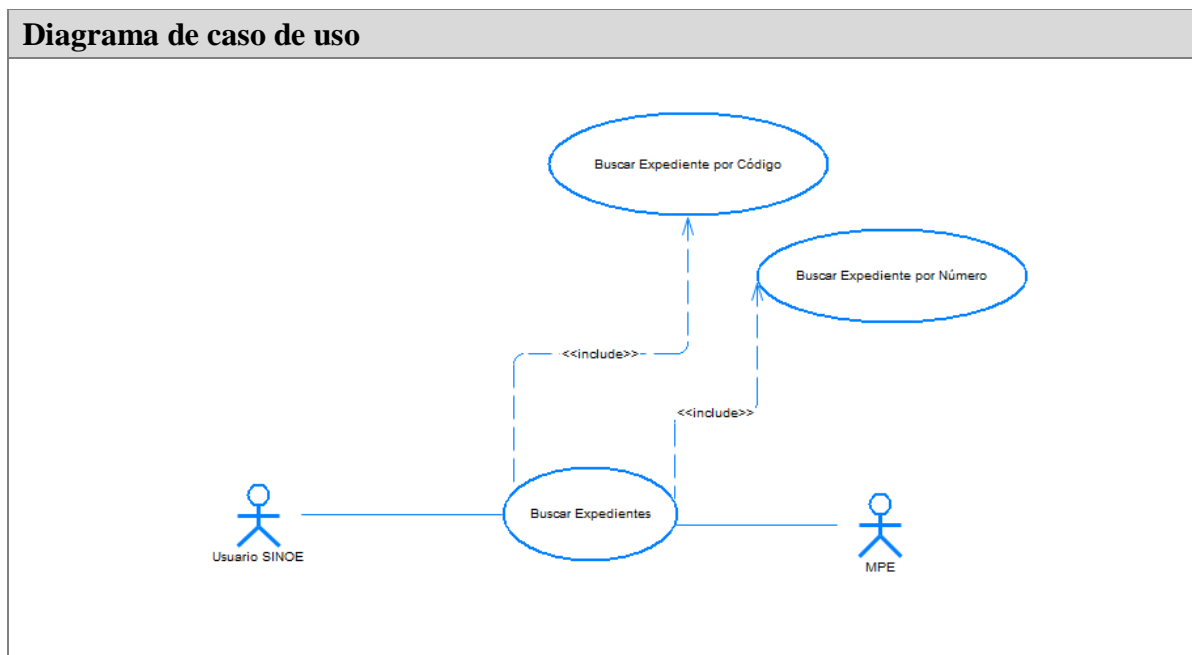 Diagrama de caso de uso
Buscar Expediente por Código
Buscar Expediente por Número
<<include>>
<<include>>
Buscar Expedientes
Usuario SINOE
MPE